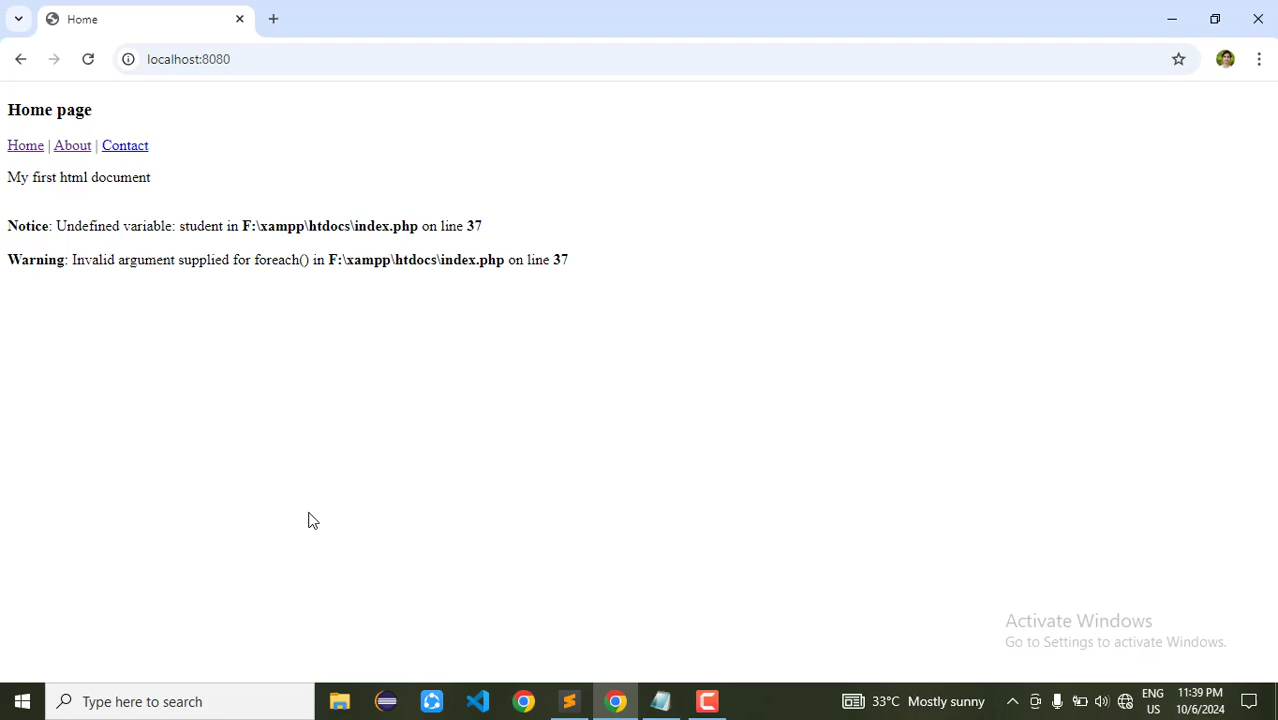 Home
localhost:8080
Home page
Home | About | Contact
My first html document
Notice: Undefined variable: student in F:\xampp\htdocs\index.php on line 37
Warning: Invalid argument supplied for foreach() in F:\xampp\htdocs\index.php on line 37
Activate Windows
Go to Settings to activate Windows.
Type here to search
33°C Mostly sunny
ENG
US
11:39 PM
10/6/2024